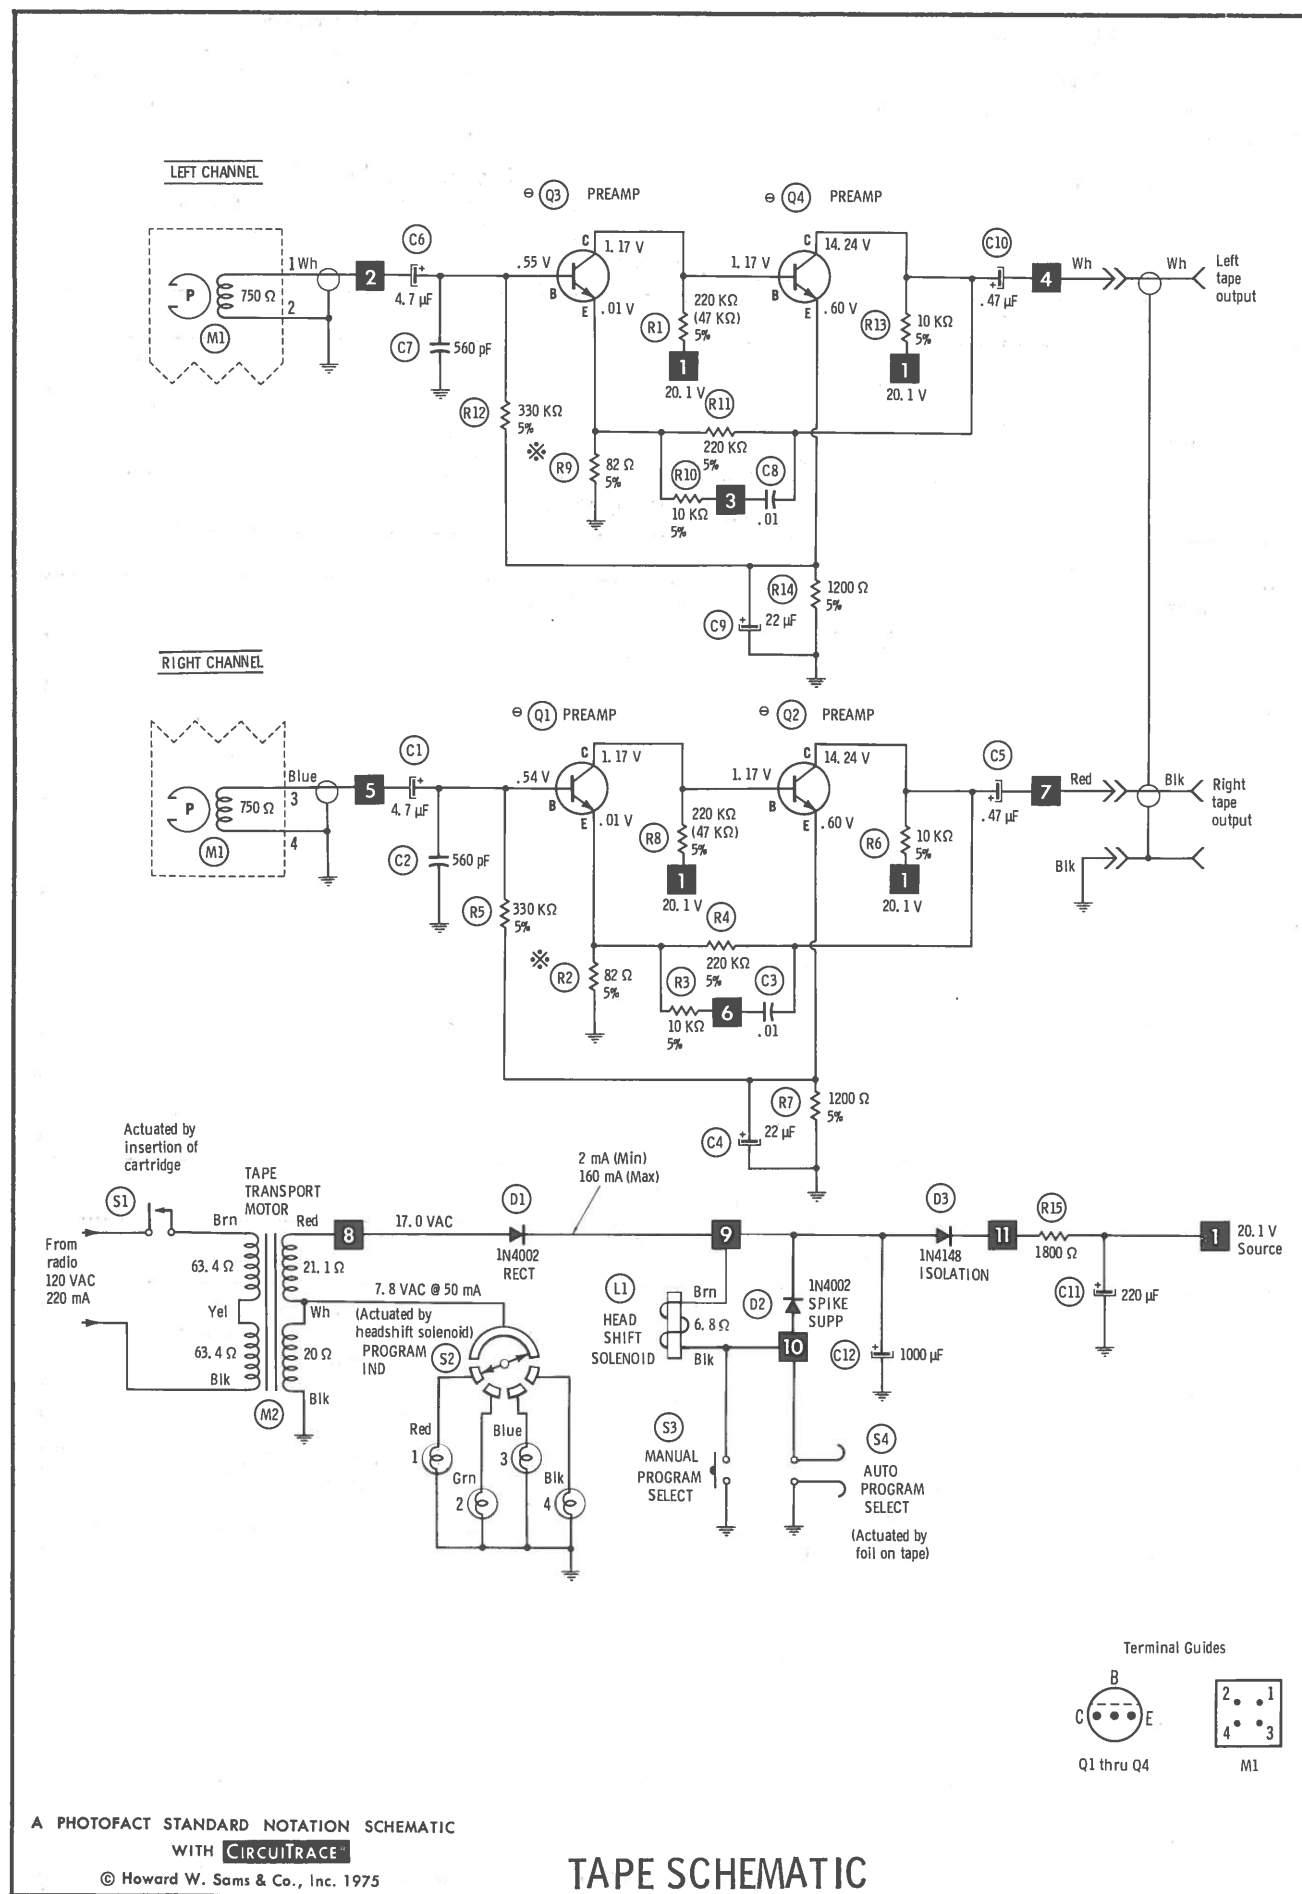 LEFT CHANNEL
⊖ Q3 PREAMP
⊖ Q4 PREAMP
C6
C
1.17 V
C
14.24 V
C10
1 Wh
2
.55 V
1.17 V
4
Wh
Wh
Left
tape
output
P
750 Ω
2
4.7 µF
B
E
.01 V
220 KΩ
(47 KΩ)
5%
B
E
.60 V
.47 µF
M1
C7
560 pF
R1
R13
10 KΩ
5%
1
20.1 V
1
20.1 V
R12
330 KΩ
5%
R11
220 KΩ
5%
※
R9
82 Ω
5%
R10
10 KΩ
5%
3
C8
.01
R14
1200 Ω
5%
C9
22 µF
RIGHT CHANNEL
⊖ Q1 PREAMP
⊖ Q2 PREAMP
C1
C
1.17 V
C
14.24 V
C5
Blue
3
5
.54 V
1.17 V
7
Red
Blk
Right
tape
output
P
750 Ω
4.7 µF
B
E
.01 V
220 KΩ
(47 KΩ)
5%
B
E
.60 V
.47 µF
M1
4
C2
560 pF
R8
R6
10 KΩ
5%
Blk
1
20.1 V
1
20.1 V
R5
330 KΩ
5%
R4
220 KΩ
5%
※
R2
82 Ω
5%
R3
10 KΩ
5%
6
C3
.01
R7
1200 Ω
5%
C4
22 µF
Actuated by
insertion of
cartridge
S1
TAPE
TRANSPORT
MOTOR
2 mA (Min)
160 mA (Max)
Brn
Red
8
17.0 VAC
D1
1N4002
RECT
9
D3
1N4148
ISOLATION
11
R15
1800 Ω
1
20.1 V
Source
From
radio
120 VAC
220 mA
63.4 Ω
21.1 Ω
7.8 VAC @ 50 mA
C11
220 µF
Yel
Wh
(Actuated by
headshift solenoid)
PROGRAM
IND
S2
L1
HEAD
SHIFT
SOLENOID
Brn
6.8 Ω
Blk
D2
1N4002
SPIKE
SUPP
10
C12
1000 µF
63.4 Ω
20 Ω
Blk
Blk
M2
Red
1
Blue
3
Grn
2
Blk
4
S3
MANUAL
PROGRAM
SELECT
S4
AUTO
PROGRAM
SELECT
(Actuated by
foil on tape)
Terminal Guides
B
C
E
Q1 thru Q4
2 1
4 3
M1
A PHOTOFACT STANDARD NOTATION SCHEMATIC
WITH CIRCUITRACE
© Howard W. Sams & Co., Inc. 1975
TAPE SCHEMATIC